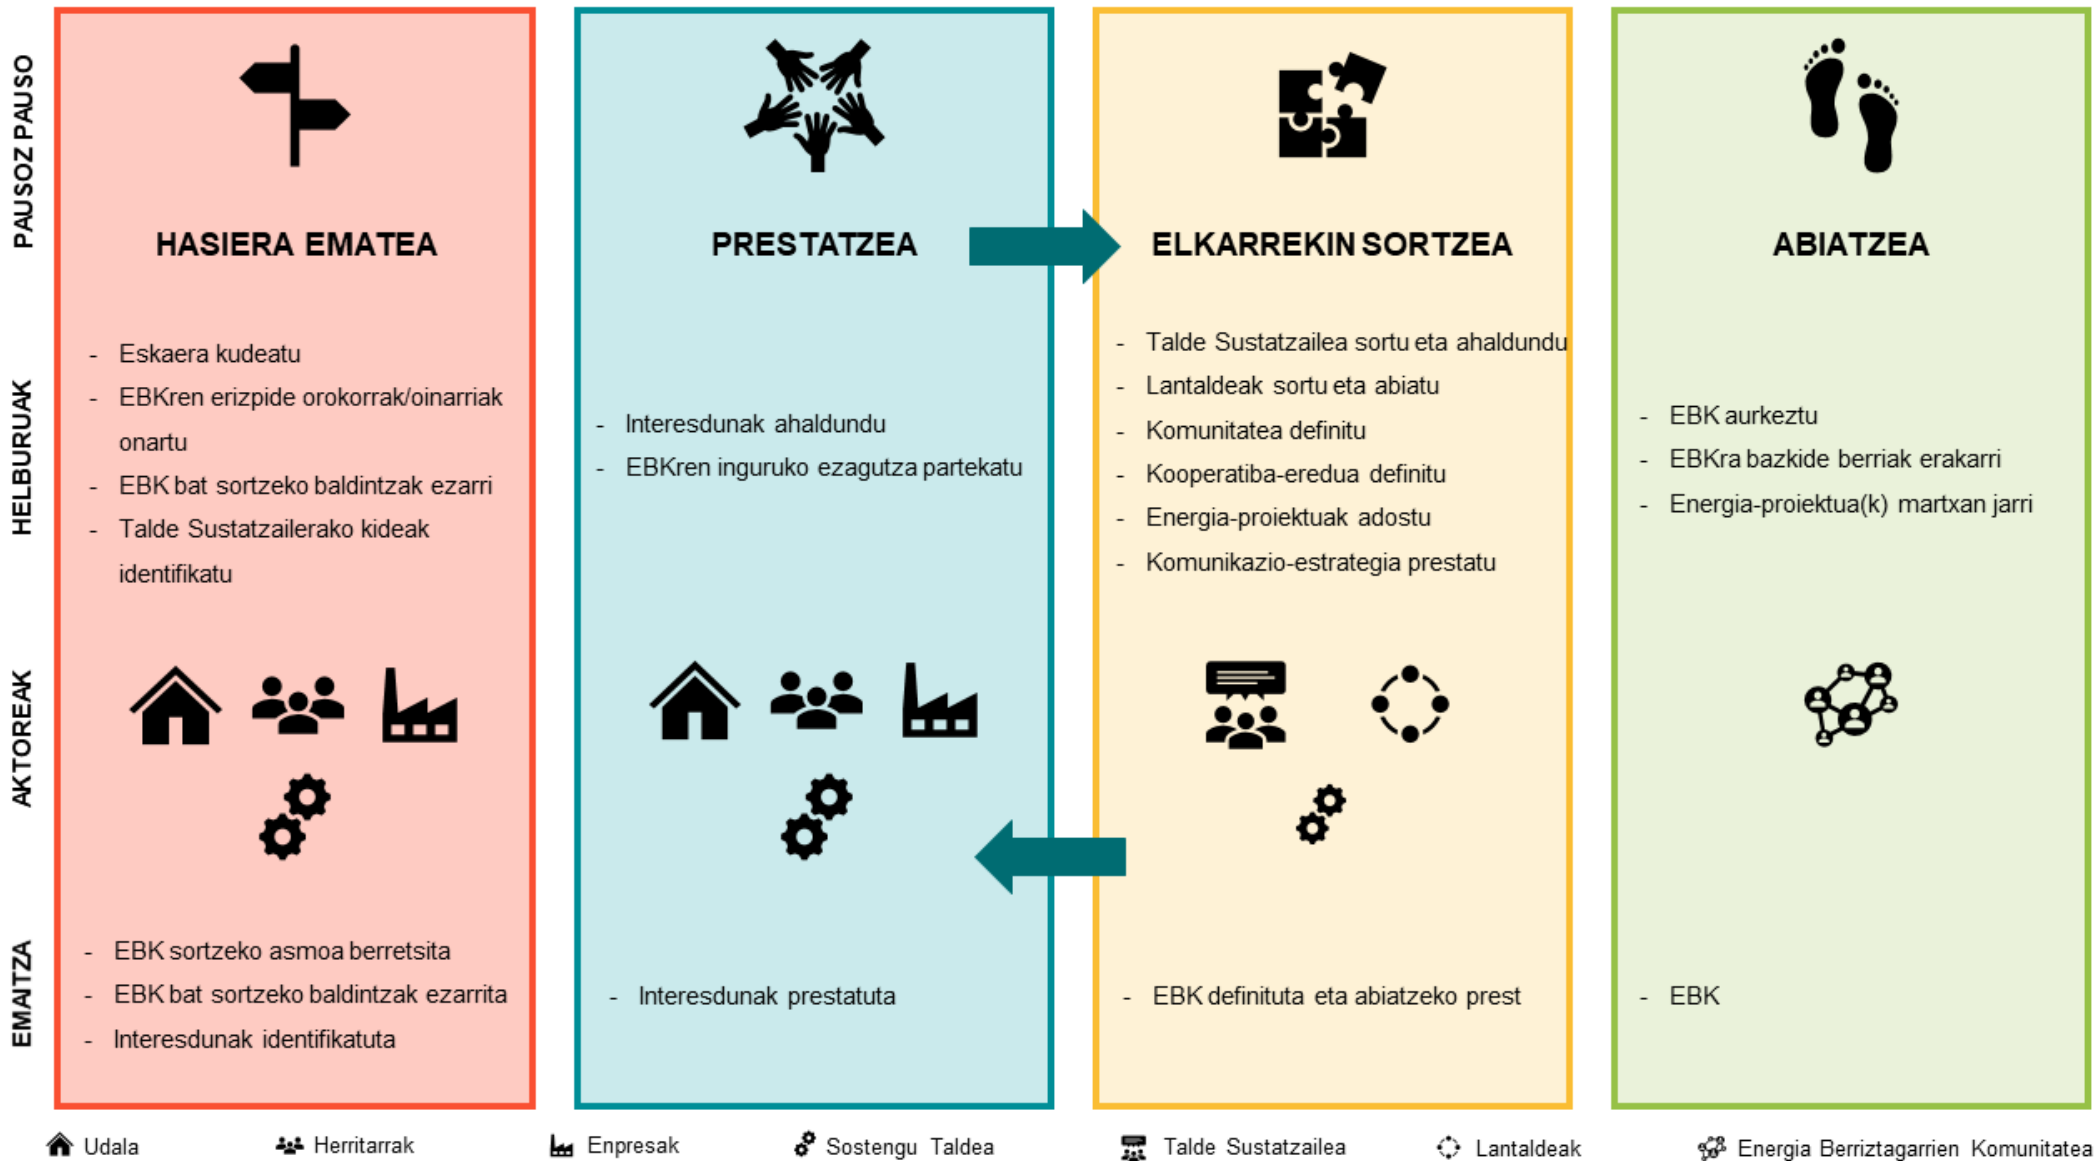 PAUSOZ PAUSO
HASIERA EMATEA
PRESTATZEA
ELKARREKIN SORTZEA
ABIATZEA
HELBURUAK
- Eskaera kudeatu
- EBKren erizpide orokorrak/oinarriak
onartu
- EBK bat sortzeko baldintzak ezarri
- Talde Sustatzailerako kideak
identifikatu
- Interesdunak ahaldundu
- EBKren inguruko ezagutza partekatu
- Talde Sustatzailea sortu eta ahaldundu
- Lantaldeak sortu eta abiatu
- Komunitatea definitu
- Kooperatiba-eredua definitu
- Energia-proiektuak adostu
- Komunikazio-estrategia prestatu
- EBK aurkeztu
- EBKra bazkide berriak erakarri
- Energia-proiektua(k) martxan jarri
AKTOREAK
EMAITZA
- EBK sortzeko asmoa berretsita
- EBK bat sortzeko baldintzak ezarrita
- Interesdunak identifikatuta
- Interesdunak prestatuta
- EBK definituta eta abiatzeko prest
- EBK
Udala
Herritarrak
Enpresak
Sostengu Taldea
Talde Sustatzailea
Lantaldeak
Energia Berriztagarrien Komunitatea